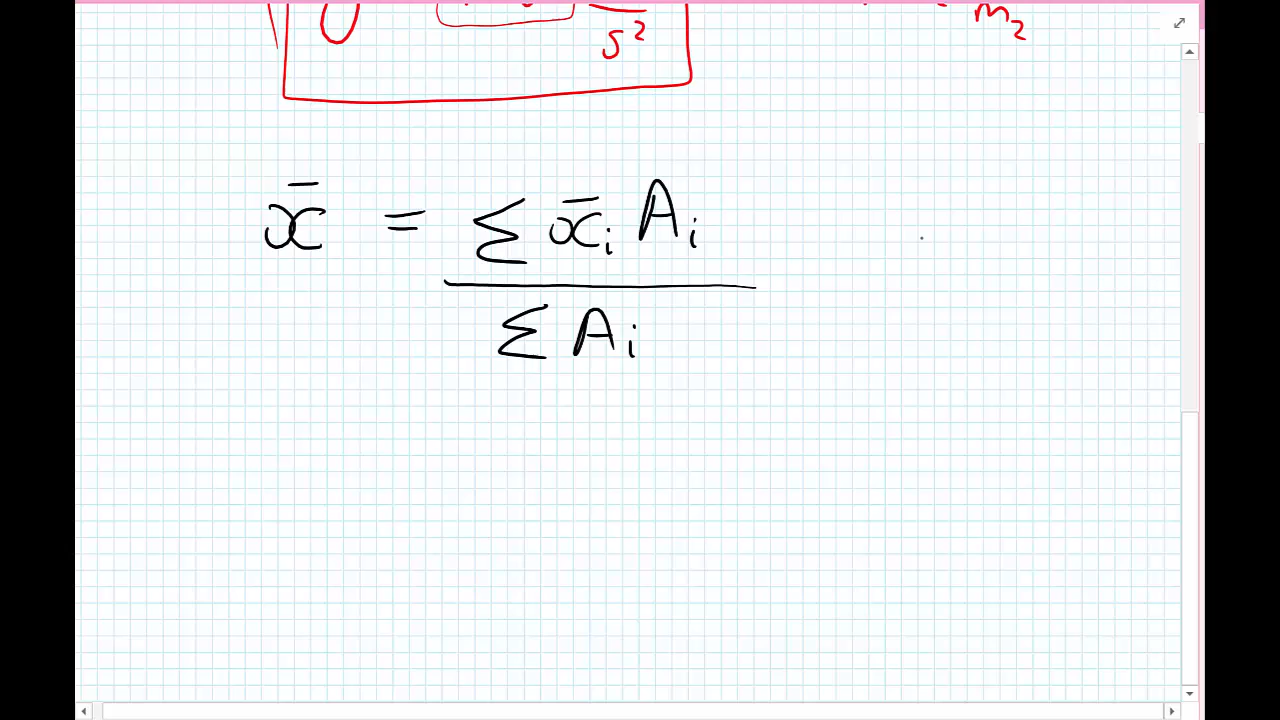 s²
m₂
x̄ = Σ x̄ᵢ Aᵢ
Σ Aᵢ